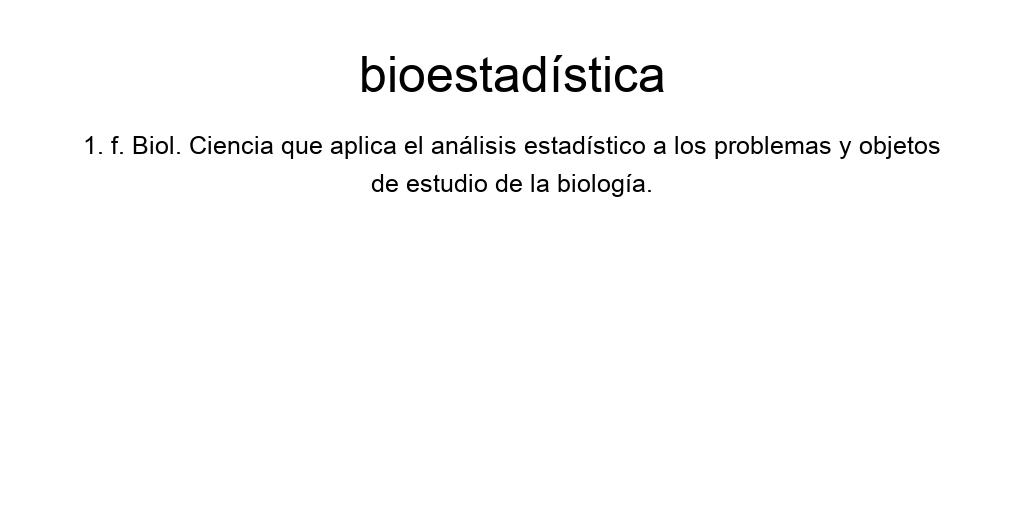 bioestadística
1. f. Biol. Ciencia que aplica el análisis estadístico a los problemas y objetos
de estudio de la biología.